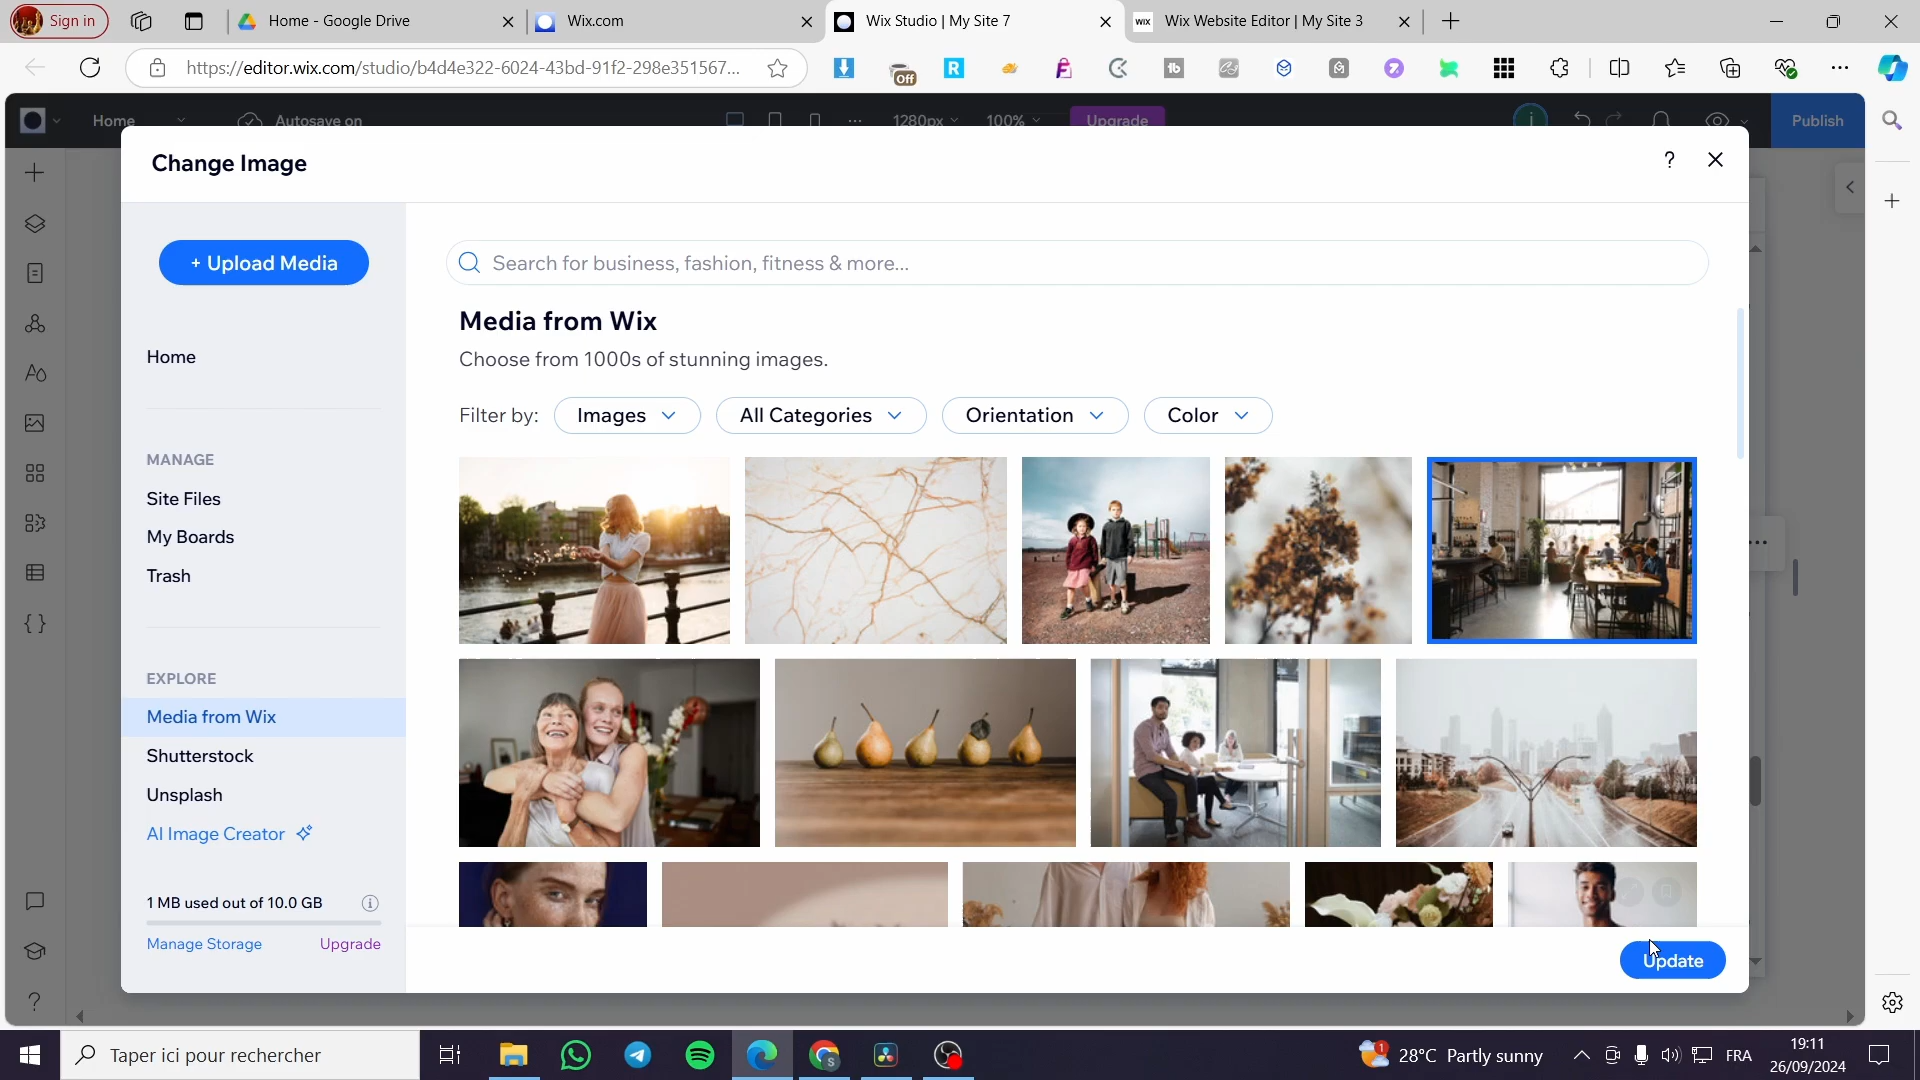 Sign in
Home - Google Drive
Wix.com
Wix Studio | My Site 7
WIX Wix Website Editor | My Site 3
https://editor.wix.com/studio/b4d4e322-6024-43bd-91f2-298e351567...
Off
Home
Autosave on
1280px
100%
Upgrade
i
Publish
Change Image
?
+ Upload Media
Search for business, fashion, fitness & more...
Media from Wix
Choose from 1000s of stunning images.
Home
Filter by:
Images
All Categories
Orientation
Color
MANAGE
Site Files
My Boards
Trash
EXPLORE
Media from Wix
Shutterstock
Unsplash
AI Image Creator
1 MB used out of 10.0 GB
Manage Storage
Upgrade
Update
Taper ici pour rechercher
1
28°C Partly sunny
FRA
19:11
26/09/2024